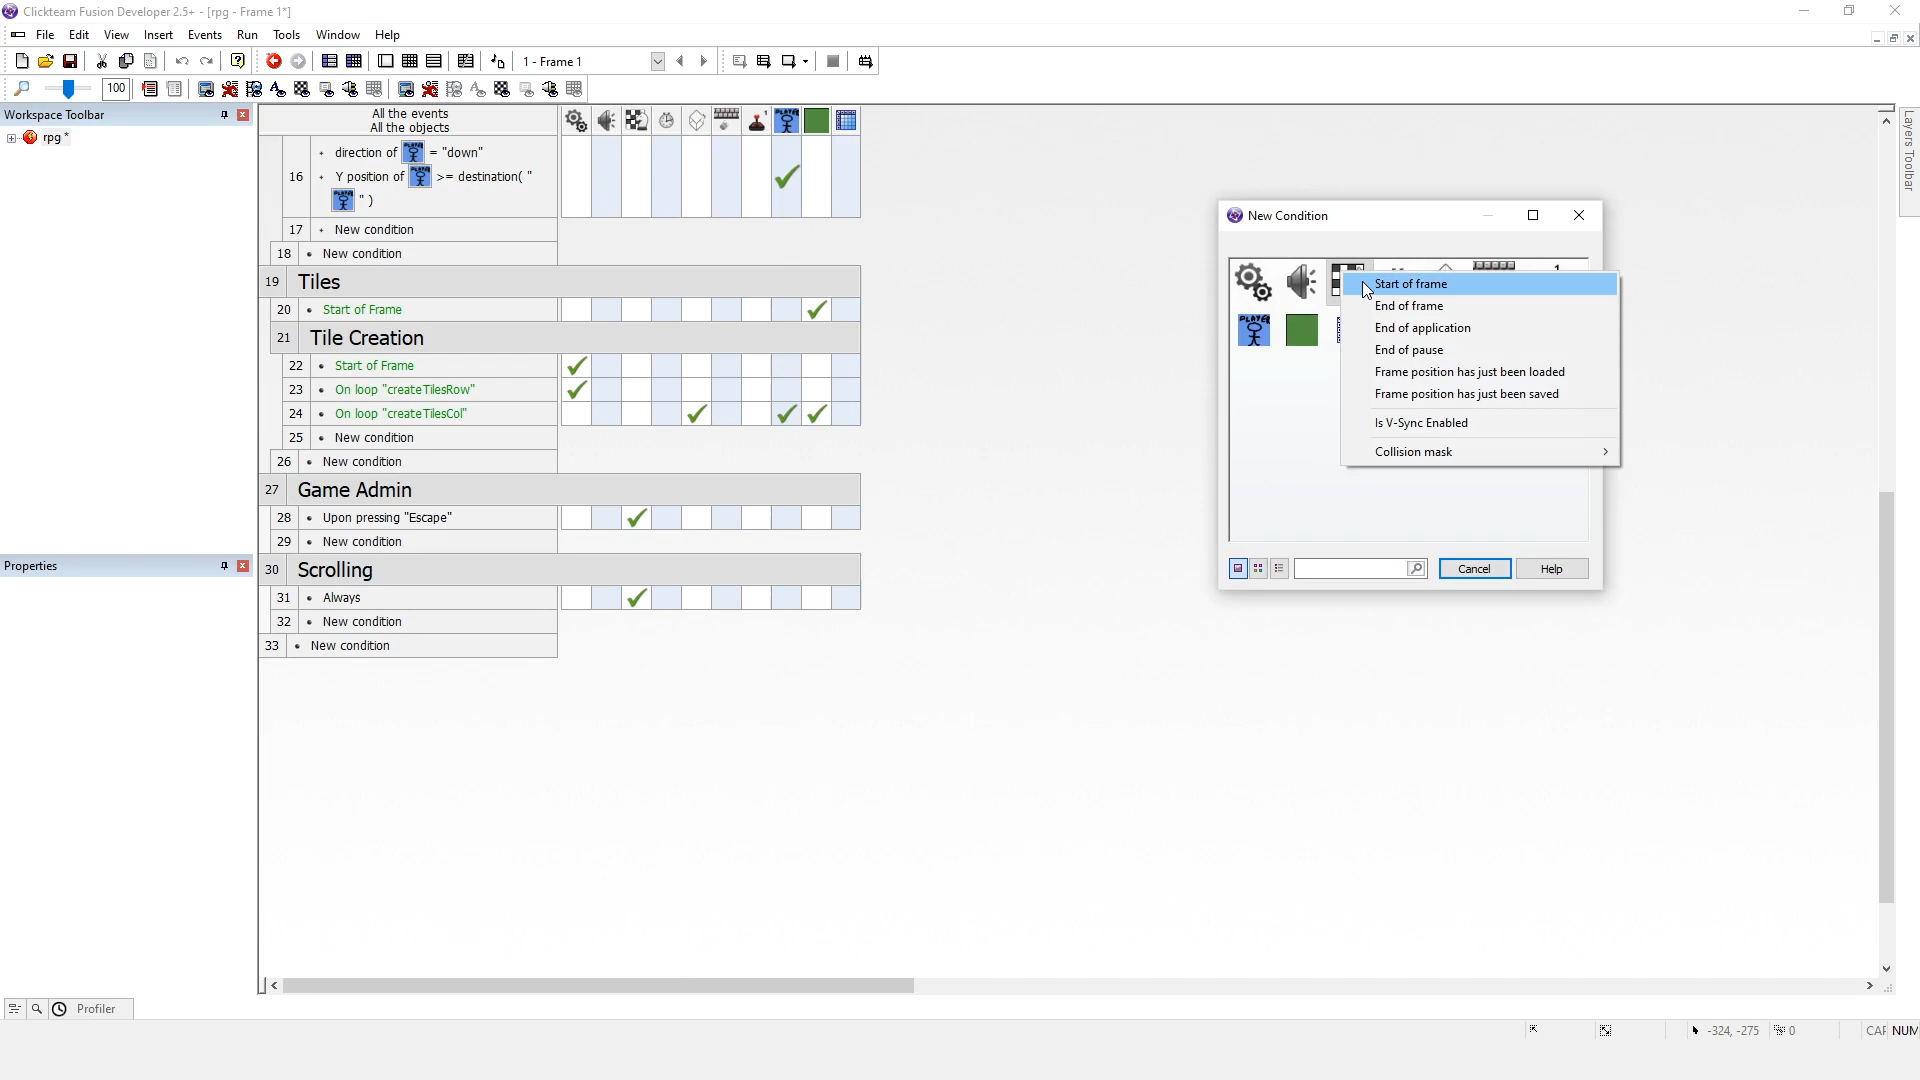 Clickteam Fusion Developer 2.5+ - [rpg - Frame 1*]
File Edit View Insert Events Run Tools Window Help
1 - Frame 1
100
Workspace Toolbar
rpg *
Properties
Layers Toolbar
All the events
All the objects
16 direction of PLAYER = "down"
Y position of PLAYER >= destination( "
PLAYER " )
17 New condition
18 New condition
19 Tiles
20 Start of Frame
21 Tile Creation
22 Start of Frame
23 On loop "createTilesRow"
24 On loop "createTilesCol"
25 New condition
26 New condition
27 Game Admin
28 Upon pressing "Escape"
29 New condition
30 Scrolling
31 Always
32 New condition
33 New condition
New Condition
PLAYER
Start of frame
End of frame
End of application
End of pause
Frame position has just been loaded
Frame position has just been saved
Is V-Sync Enabled
Collision mask
Cancel Help
Profiler
-324, -275 0 CAP NUM